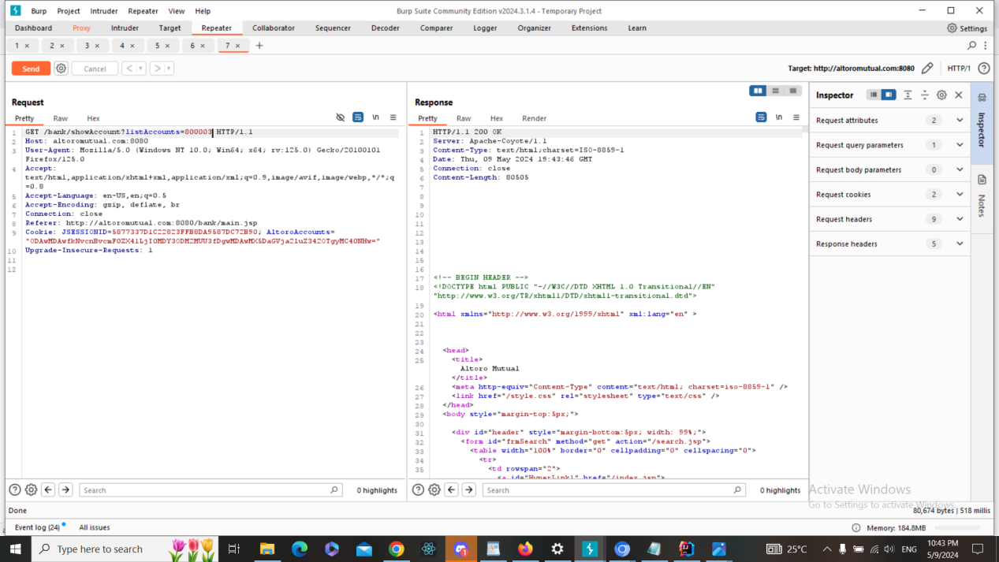 Burp Project Intruder Repeater View Help Burp Suite Community Edition v2024.3.1.4 - Temporary Project
Dashboard Proxy Intruder Target Repeater Collaborator Sequencer Decoder Comparer Logger Organizer Extensions Learn Settings
1 × 2 × 3 × 4 × 5 × 6 × 7 × +
Send Cancel < > Target: http://altoromutual.com:8080 HTTP/1
Request
Pretty Raw Hex \n
1 GET /bank/showAccount?listAccounts=800003 HTTP/1.1
2 Host: altoromutual.com:8080
3 User-Agent: Mozilla/5.0 (Windows NT 10.0; Win64; x64; rv:125.0) Gecko/20100101
Firefox/125.0
4 Accept:
text/html,application/xhtml+xml,application/xml;q=0.9,image/avif,image/webp,*/*;q
=0.8
5 Accept-Language: en-US,en;q=0.5
6 Accept-Encoding: gzip, deflate, br
7 Connection: close
8 Referer: http://altoromutual.com:8080/bank/main.jsp
9 Cookie: AltoroAccounts=
10 Upgrade-Insecure-Requests: 1
11
12
Search 0 highlights
Response
Pretty Raw Hex Render \n
1 HTTP/1.1 200 OK
2 Server: Apache-Coyote/1.1
3 Content-Type: text/html;charset=ISO-8859-1
4 Date: Thu, 09 May 2024 19:43:46 GMT
5 Connection: close
6 Content-Length: 80505
7
8
9
10
11
12
13
14
15
16
17 <!-- BEGIN HEADER -->
18 <!DOCTYPE html PUBLIC "-//W3C//DTD XHTML 1.0 Transitional//EN"
"http://www.w3.org/TR/xhtml1/DTD/xhtml1-transitional.dtd">
19
20 <html xmlns="http://www.w3.org/1999/xhtml" xml:lang="en" >
21
22
23
24 <head>
25 <title>
Altoro Mutual
</title>
26 <meta http-equiv="Content-Type" content="text/html; charset=iso-8859-1" />
27 <link href="/style.css" rel="stylesheet" type="text/css" />
28 </head>
29 <body style="margin-top:5px;">
30
31 <div id="header" style="margin-bottom:5px; width: 99%;">
32 <form id="frmSearch" method="get" action="/search.jsp">
33 <table width="100%" border="0" cellpadding="0" cellspacing="0">
34 <tr>
35 <td rowspan="2">
<a id="HyperLink1" href="/index.jsp">
Search 0 highlights
Inspector
Request attributes 2
Request query parameters 1
Request body parameters 0
Request cookies 2
Request headers 9
Response headers 5
Inspector
Notes
Activate Windows
Go to Settings to activate Windows.
Done 80,674 bytes | 518 millis
Event log (24) All issues Memory: 184.8MB
Type here to search 25°C ENG 10:43 PM
5/9/2024